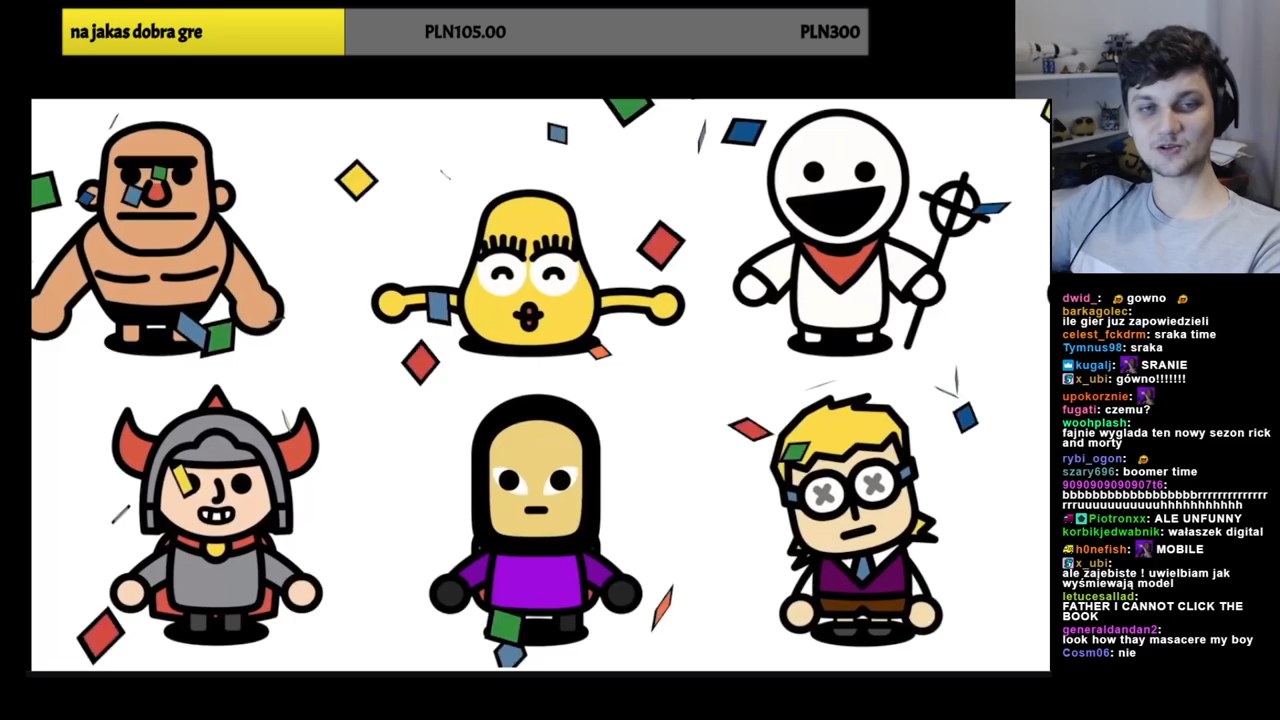 na jakas dobra gre PLN105.00 PLN300
dwid_: gowno
barkagolec:
ile gier juz zapowiedzieli
celest_fckdrm: sraka time
Tymnus98: sraka
kugalj: SRANIE
x_ubi: gówno!!!!!!!
upokorznie:
fugati: czemu?
woohplash:
fajnie wyglada ten nowy sezon rick
and morty
rybi_ogon:
szary696: boomer time
9090909090907t6:
bbbbbbbbbbbbbbbbbbrrrrrrrrrrrrrr
rrruuuuuuuuuuuhhhhhhhhhhh
Piotronxx: ALE UNFUNNY
korbikjedwabnik: wałaszek digital
h0nefish: MOBILE
x_ubi:
ale zajebiste ! uwielbiam jak
wyśmiewają model
letucesallad:
FATHER I CANNOT CLICK THE
BOOK
generaldandan2:
look how thay masacere my boy
Cosm06: nie